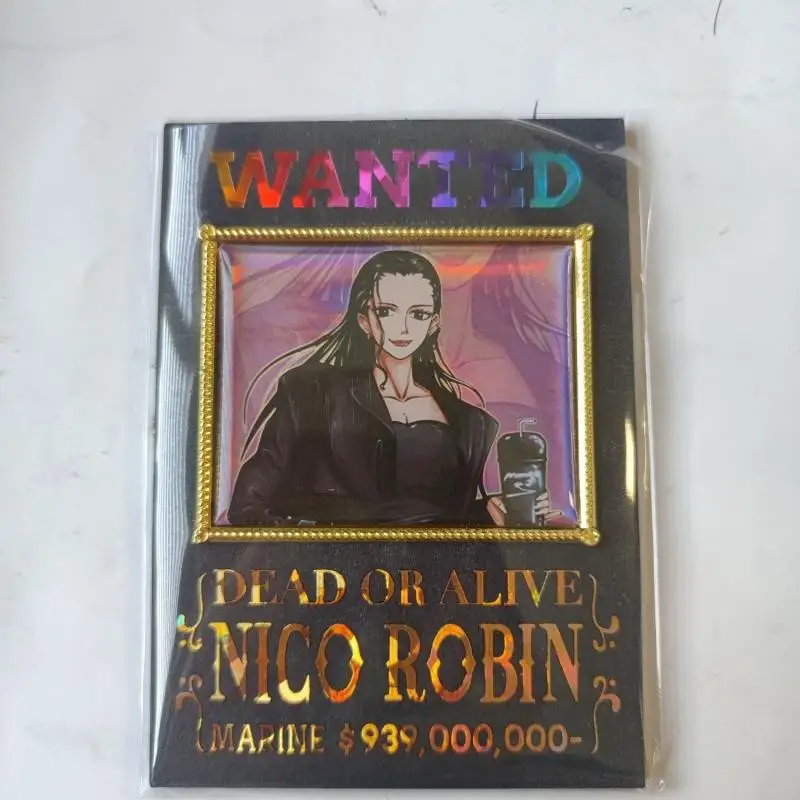 WANTED
DEAD OR ALIVE
NICO ROBIN
MARINE $939,000,000-